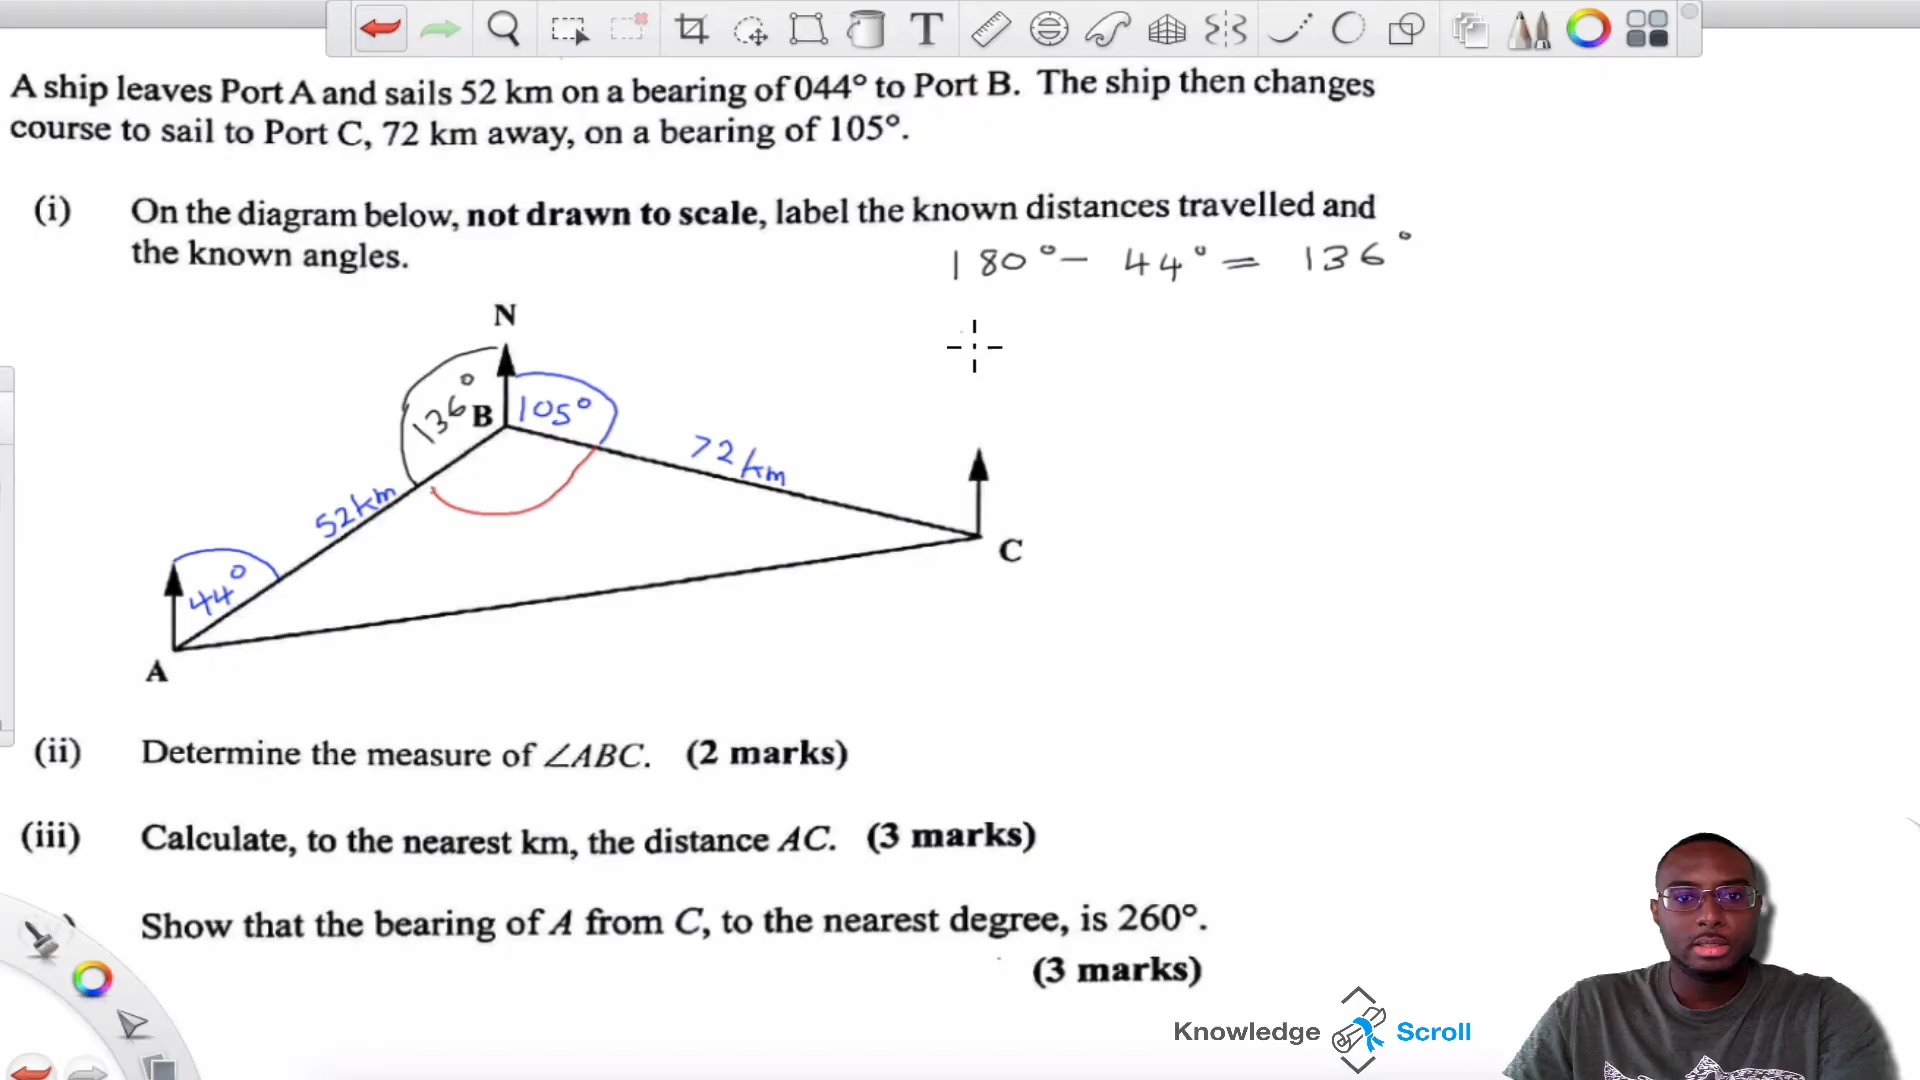 T
A ship leaves Port A and sails 52 km on a bearing of 044° to Port B. The ship then changes
course to sail to Port C, 72 km away, on a bearing of 105°.
(i) On the diagram below, not drawn to scale, label the known distances travelled and
the known angles.
180° - 44° = 136°
N
136°
B
105°
72km
52km
44°
C
A
(ii) Determine the measure of ∠ABC. (2 marks)
(iii) Calculate, to the nearest km, the distance AC. (3 marks)
) Show that the bearing of A from C, to the nearest degree, is 260°.
(3 marks)
Knowledge Scroll